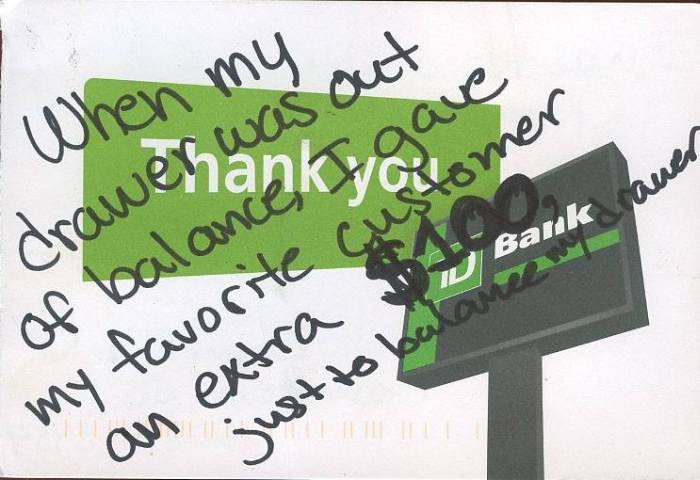 When my
drawer was out
of balance, I gave
my favorite customer
an extra $100,
just to balance my drawer
Thank you
TD Bank